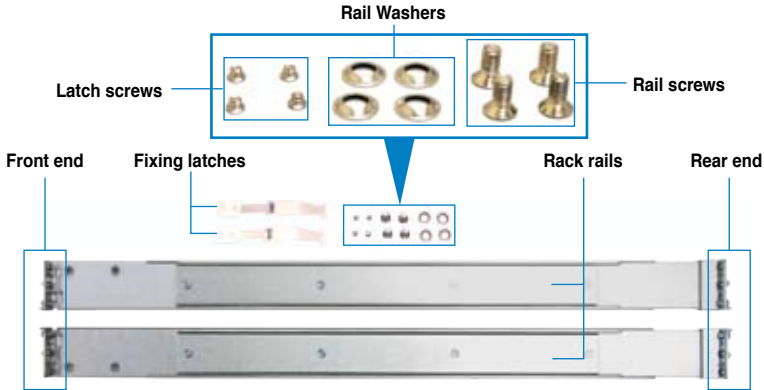 Rail Washers
Latch screws
Rail screws
Front end
Fixing latches
Rack rails
Rear end